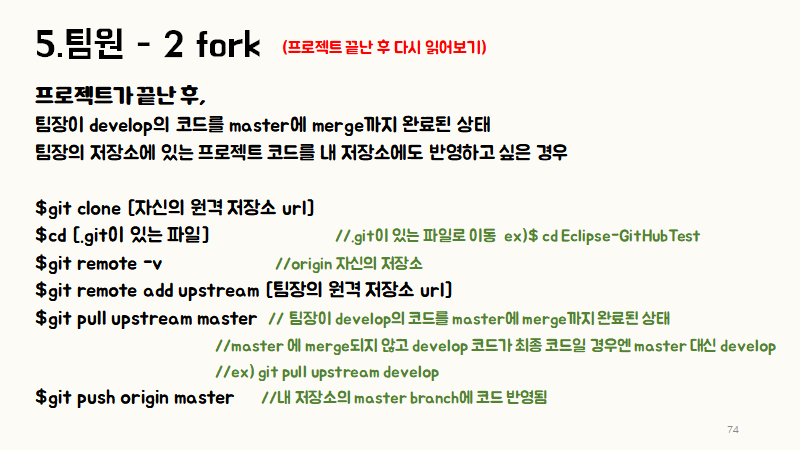 5.팀원 - 2 fork (프로젝트 끝난 후 다시 읽어보기)
프로젝트가 끝난 후,
팀장이 develop의 코드를 master에 merge까지 완료된 상태
팀장의 저장소에 있는 프로젝트 코드를 내 저장소에도 반영하고 싶은 경우
$git clone [자신의 원격 저장소 url]
$cd [.git이 있는 파일] //.git이 있는 파일로 이동 ex)$ cd Eclipse-GitHubTest
$git remote -v //origin 자신의 저장소
$git remote add upstream [팀장의 원격 저장소 url]
$git pull upstream master // 팀장이 develop의 코드를 master에 merge까지 완료된 상태
//master 에 merge되지 않고 develop 코드가 최종 코드일 경우엔 master 대신 develop
//ex) git pull upstream develop
$git push origin master //내 저장소의 master branch에 코드 반영됨
74